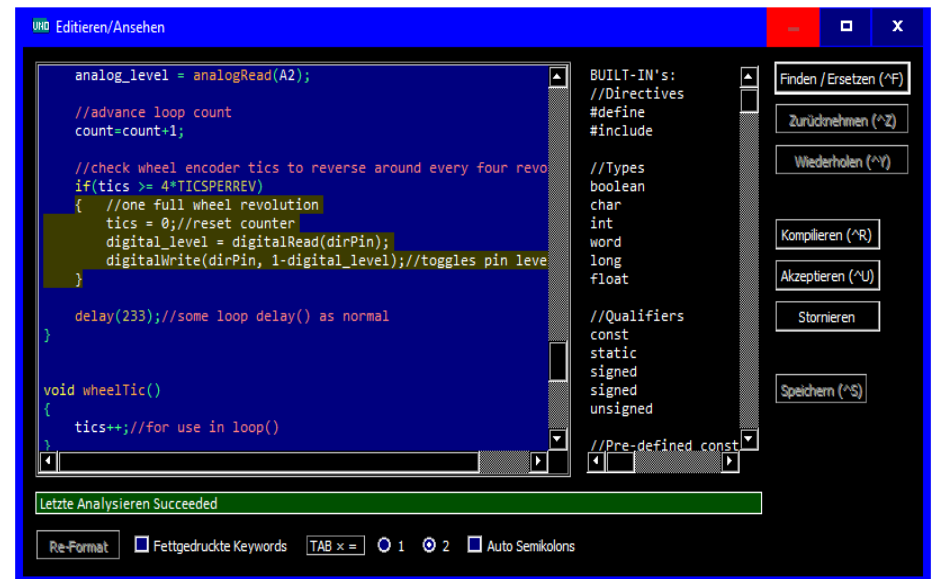 UNO Editieren/Ansehen
analog_level = analogRead(A2);
//advance loop count
count=count+1;
//check wheel encoder tics to reverse around every four revo
if(tics >= 4*TICSPERREV)
{ //one full wheel revolution
tics = 0;//reset counter
digital_level = digitalRead(dirPin);
digitalWrite(dirPin, 1-digital_level);//toggles pin leve
}
delay(233);//some loop delay() as normal
}
void wheelTic()
{
tics++;//for use in loop()
}
BUILT-IN's:
//Directives
#define
#include
//Types
boolean
char
int
word
long
float
//Qualifiers
const
static
signed
signed
unsigned
//Pre-defined const
Finden / Ersetzen (^F)
Zurücknehmen (^Z)
Wiederholen (^Y)
Kompilieren (^R)
Akzeptieren (^U)
Stornieren
Speichern (^S)
Letzte Analysieren Succeeded
Re-Format Fettgedruckte Keywords TAB × = 1 2 Auto Semikolons